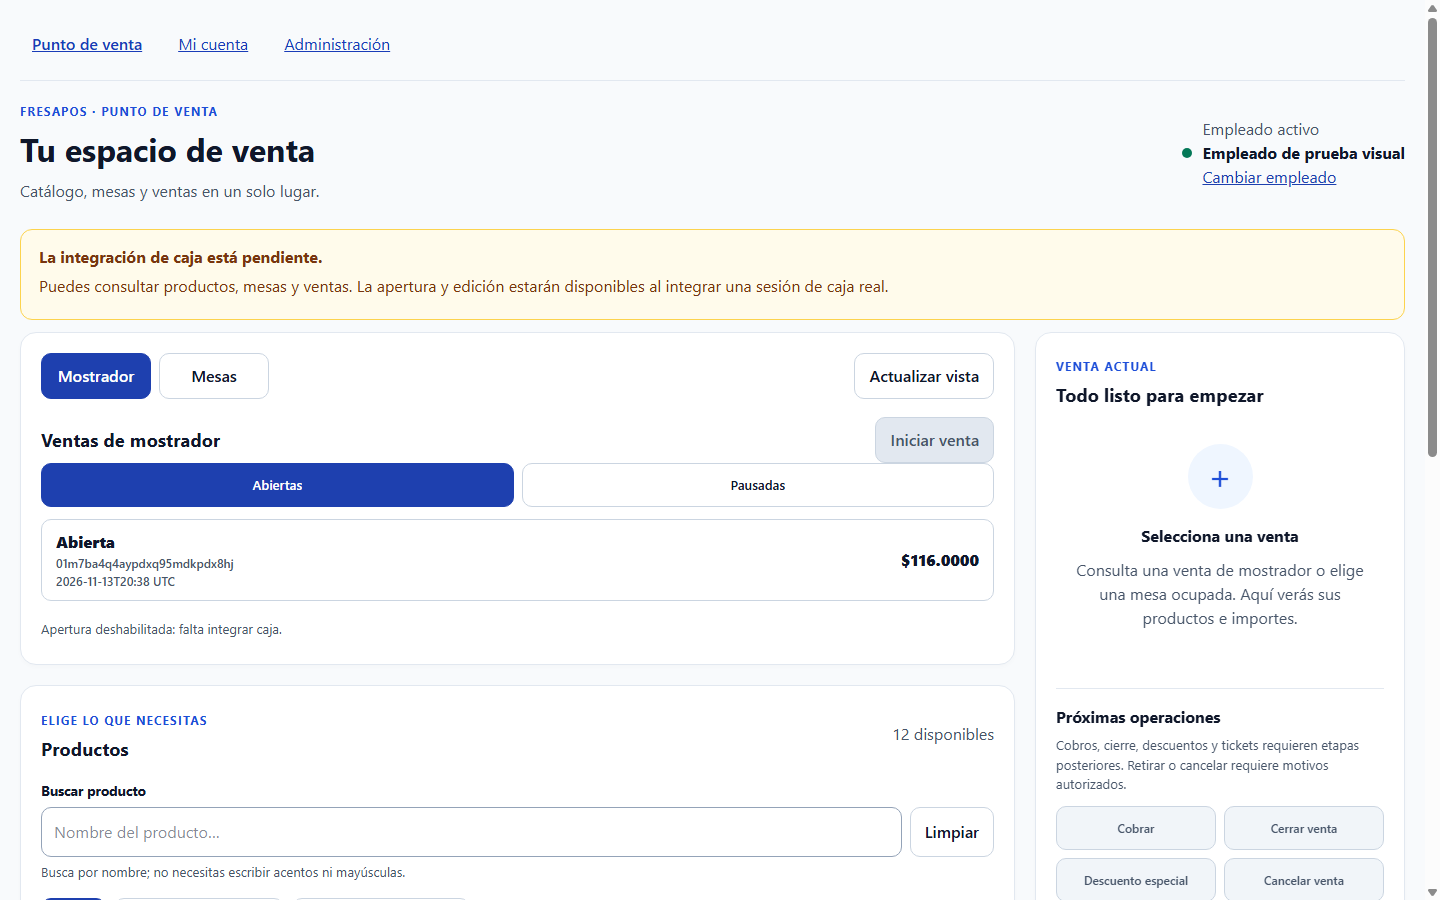 Punto de venta
Mi cuenta
Administración
FRESAPOS · PUNTO DE VENTA
Tu espacio de venta
Catálogo, mesas y ventas en un solo lugar.
Empleado activo
Empleado de prueba visual
Cambiar empleado
La integración de caja está pendiente.
Puedes consultar productos, mesas y ventas. La apertura y edición estarán disponibles al integrar una sesión de caja real.
Mostrador
Mesas
Actualizar vista
Ventas de mostrador
Iniciar venta
Abiertas
Pausadas
Abierta
01m7ba4q4aypdxq95mdkpdx8hj
2026-11-13T20:38 UTC
$116.0000
Apertura deshabilitada: falta integrar caja.
ELIGE LO QUE NECESITAS
Productos
12 disponibles
Buscar producto
Nombre del producto...
Limpiar
Busca por nombre; no necesitas escribir acentos ni mayúsculas.
VENTA ACTUAL
Todo listo para empezar
+
Selecciona una venta
Consulta una venta de mostrador o elige
una mesa ocupada. Aquí verás sus
productos e importes.
Próximas operaciones
Cobros, cierre, descuentos y tickets requieren etapas
posteriores. Retirar o cancelar requiere motivos
autorizados.
Cobrar
Cerrar venta
Descuento especial
Cancelar venta